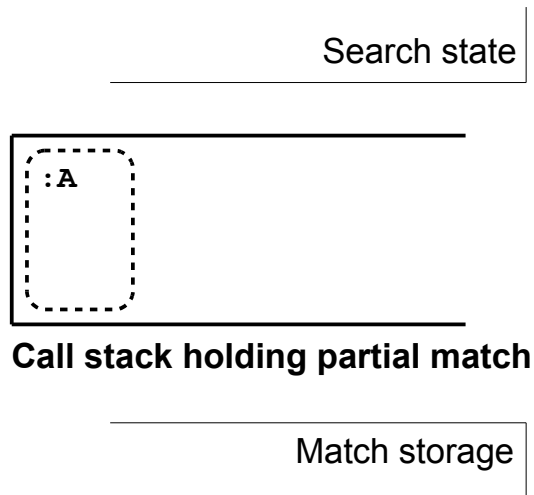 Search state
:A
Call stack holding partial match
Match storage